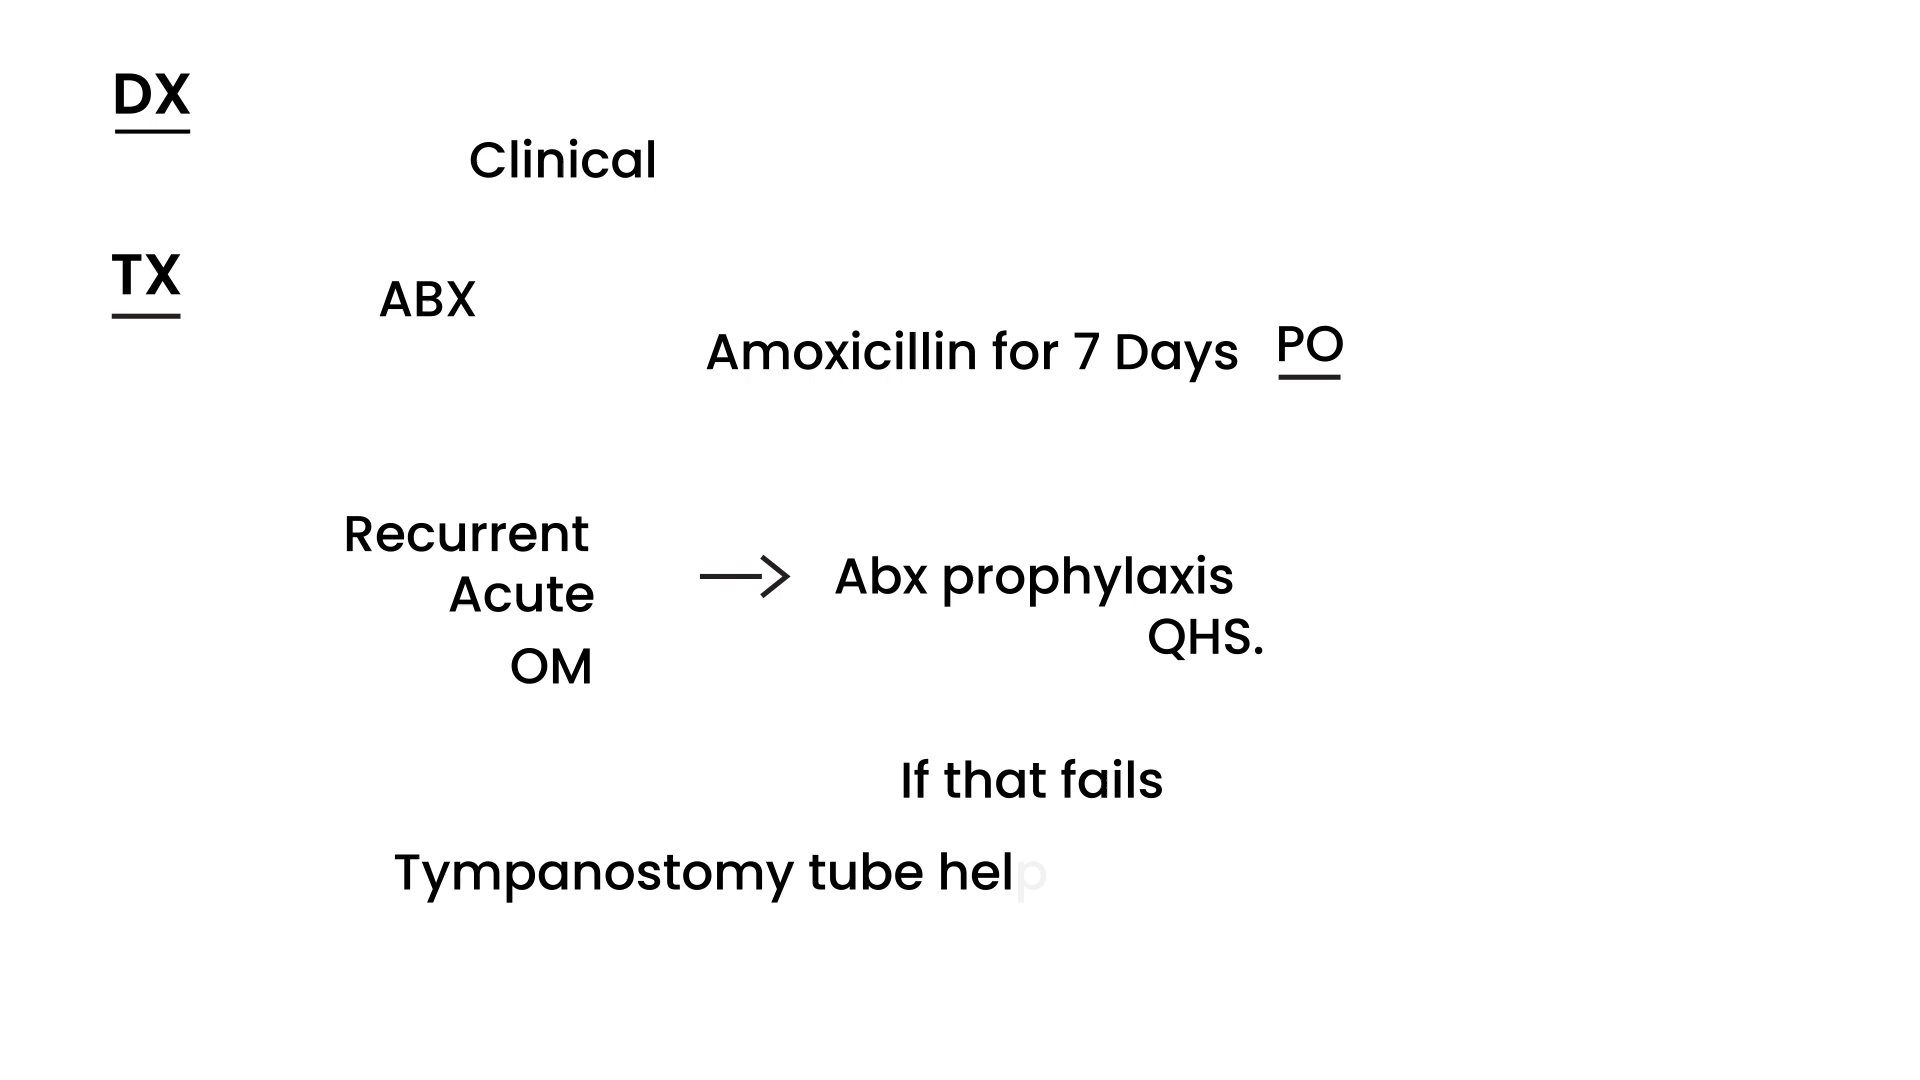 DX
Clinical
TX
ABX
Amoxicillin for 7 Days PO
Recurrent
Acute
OM
Abx prophylaxis
QHS.
If that fails
Tympanostomy tube help